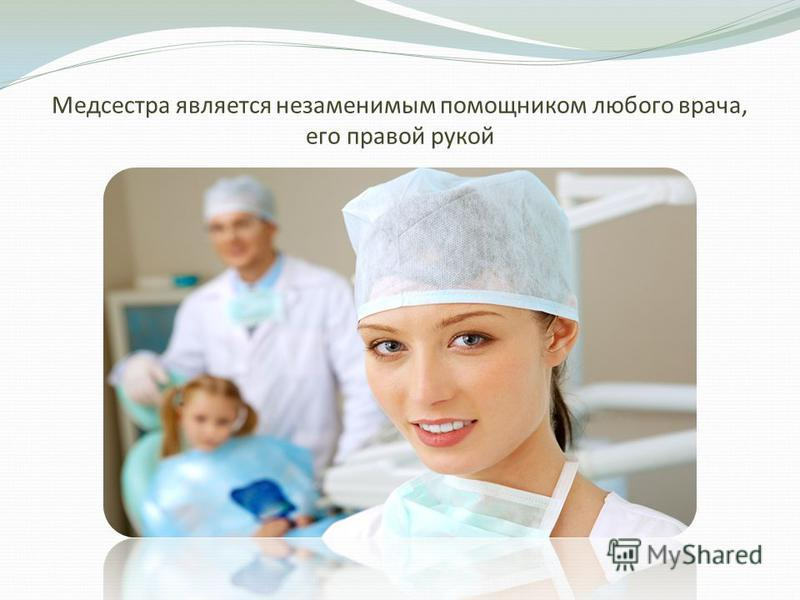 Медсестра является незаменимым помощником любого врача,
его правой рукой
MyShared